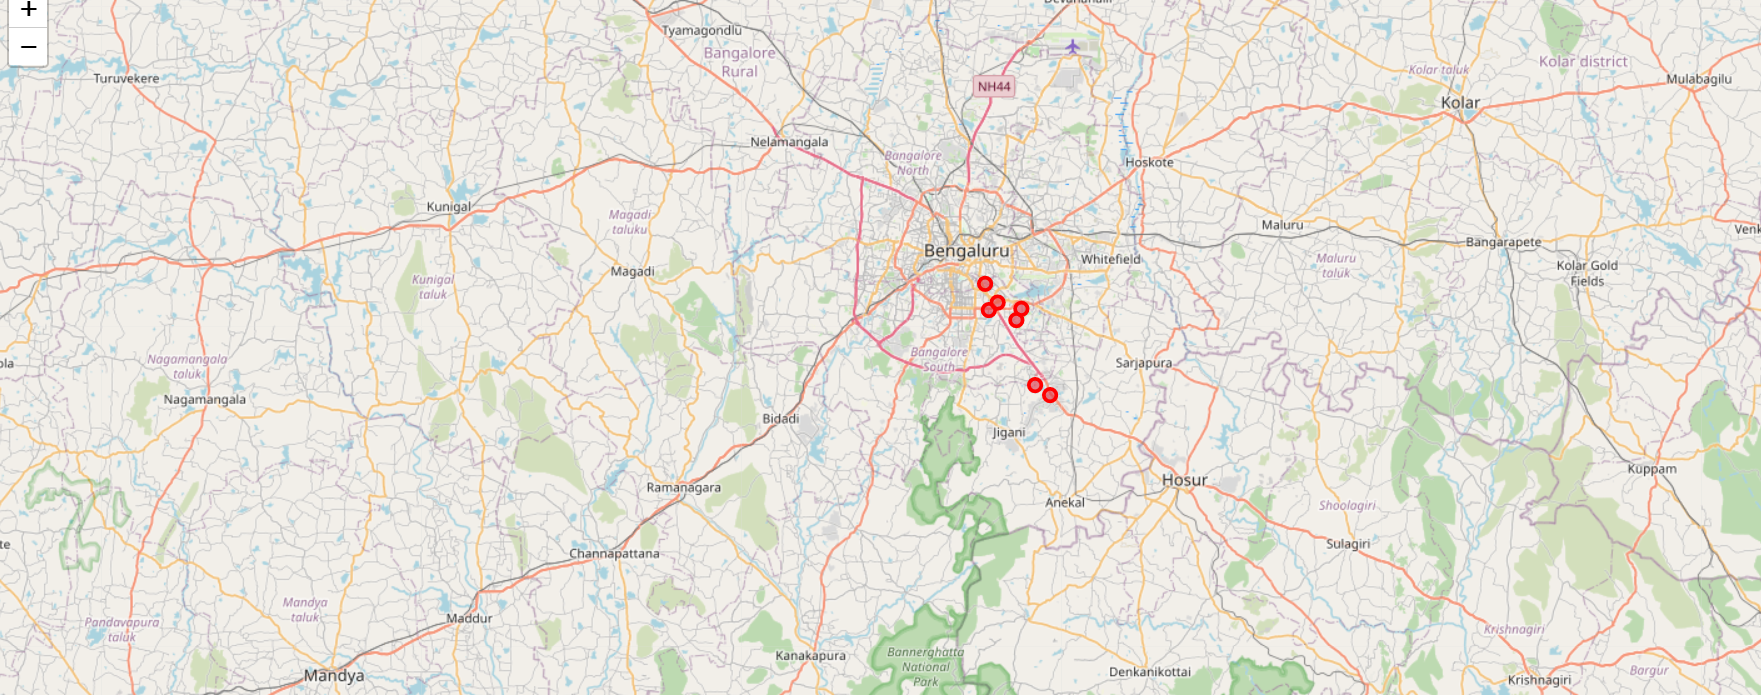 +
−
Tyamagondlu
Bangalore
Rural
Turuvekere
NH44
Kolar taluk
Kolar district
Mulabagilu
Kolar
Nelamangala
Bangalore
North
Hoskote
Kunigal
Magadi
taluku
Maluru
Bengaluru
Whitefield
Bangarapete
Magadi
Kunigal
taluk
Maluru
taluk
Kolar Gold
Fields
Nagamangala
taluk
Bangalore
South
Sarjapura
Nagamangala
Bidadi
Jigani
Kuppam
Ramanagara
Hosur
Anekal
Shoolagiri
Channapattana
Sulagiri
Mandya
taluk
Maddur
Pandavapura
taluk
Krishnagiri
Kanakapura
Bannerghatta
National
Park
Mandya
Denkanikottai
Krishnagiri
Bargur